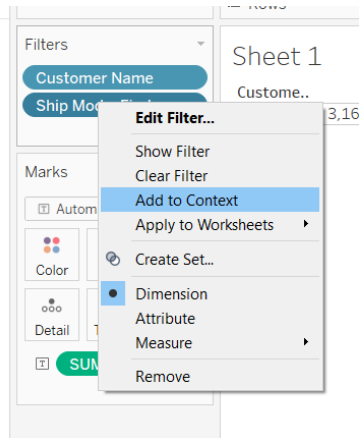 Rows
Filters
Sheet 1
Customer Name
Custome..
Ship Mod
3,16
Edit Filter...
Show Filter
Clear Filter
Marks
Add to Context
Autom
Apply to Worksheets
Create Set...
Color
Dimension
Attribute
Detail
T
Measure
SUM
Remove